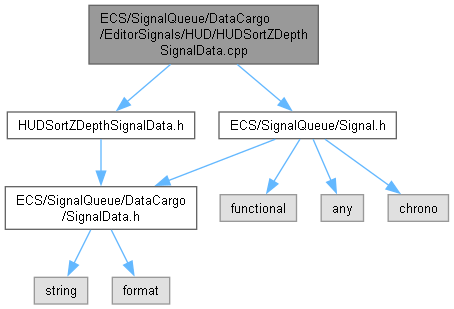 ECS/SignalQueue/DataCargo
/EditorSignals/HUD/HUDSortZDepth
SignalData.cpp
HUDSortZDepthSignalData.h
ECS/SignalQueue/Signal.h
ECS/SignalQueue/DataCargo
/SignalData.h
functional
any
chrono
string
format